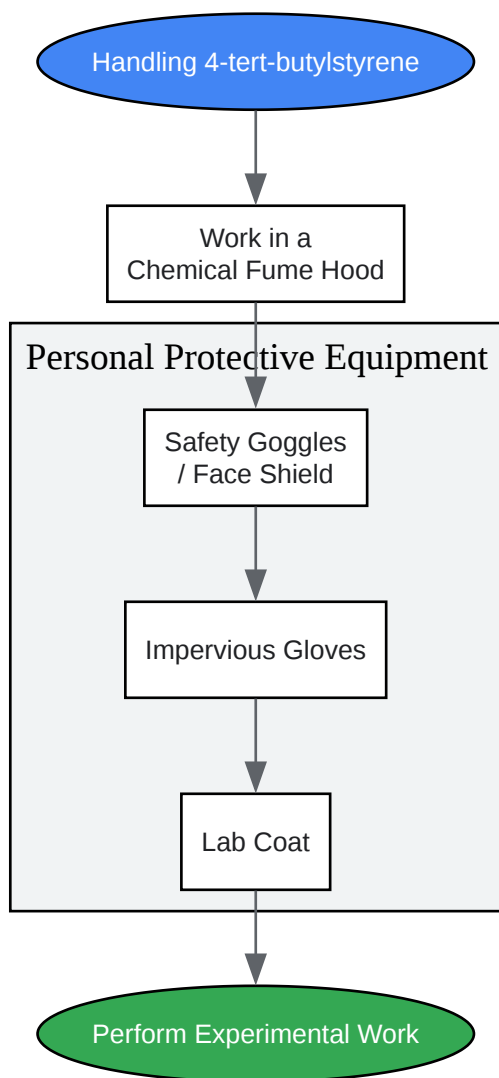 Handling 4-tert-butylstyrene
Work in a
Chemical Fume Hood
Personal Protective Equipment
Safety Goggles
/ Face Shield
Impervious Gloves
Lab Coat
Perform Experimental Work